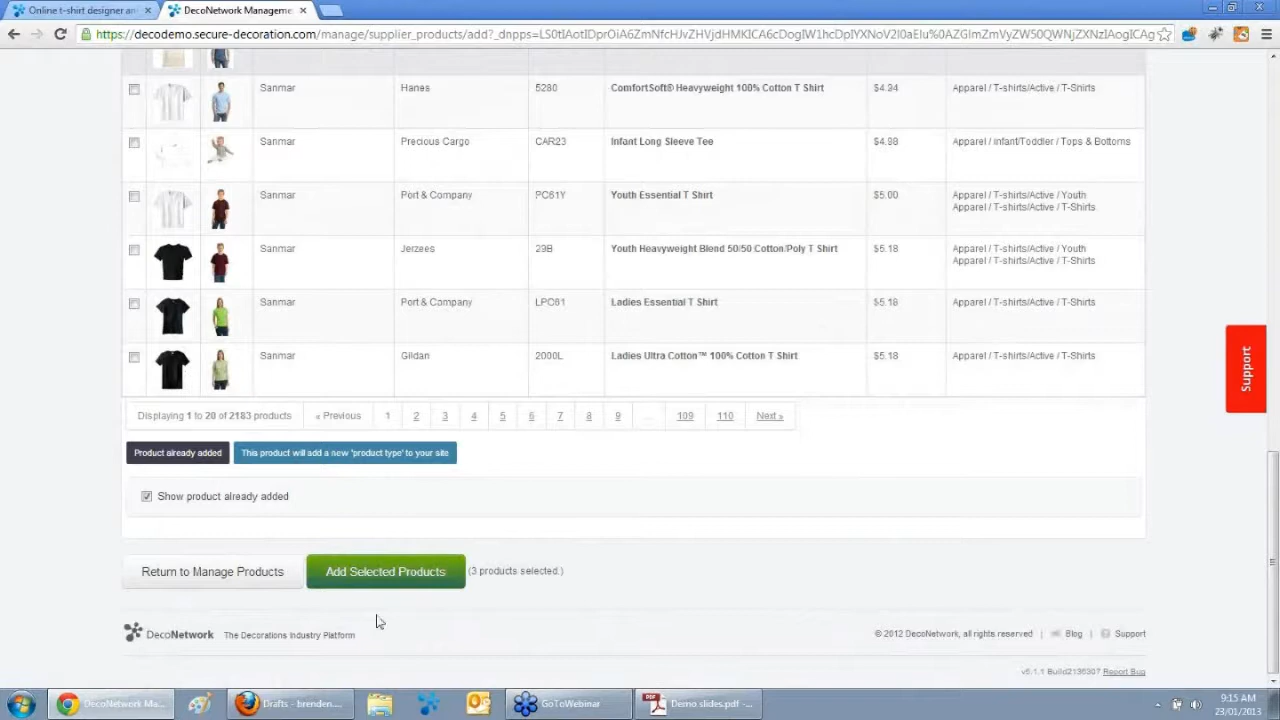 Online t-shirt designer an
DecoNetwork Manageme
https://decodemo.secure-decoration.com/manage/supplier_products/add?
Sanmar Hanes 5280 ComfortSoft® Heavyweight 100% Cotton T Shirt $4.94 Apparel / T-shirts/Active / T-Shirts
Sanmar Precious Cargo CAR23 Infant Long Sleeve Tee $4.98 Apparel / infant/Toddler / Tops & Bottoms
Sanmar Port & Company PC61Y Youth Essential T Shirt $5.00 Apparel / T-shirts/Active / Youth
Apparel / T-shirts/Active / T-Shirts
Sanmar Jerzees 29B Youth Heavyweight Blend 50/50 Cotton/Poly T Shirt $5.18 Apparel / T-shirts/Active / Youth
Apparel / T-shirts/Active / T-Shirts
Sanmar Port & Company LPC61 Ladies Essential T Shirt $5.18 Apparel / T-shirts/Active / T-Shirts
Sanmar Gildan 2000L Ladies Ultra Cotton™ 100% Cotton T Shirt $5.18 Apparel / T-shirts/Active / T-Shirts
Support
Displaying 1 to 20 of 2183 products « Previous 1 2 3 4 5 6 7 8 9 ... 109 110 Next »
Product already added This product will add a new 'product type' to your site
Show product already added
Return to Manage Products Add Selected Products (3 products selected.)
DecoNetwork The Decorations Industry Platform © 2012 DecoNetwork, all rights reserved | Blog | Support
Report Bug
DecoNetwork Ma... Drafts - brenden.... GoToWebinar Demo slides.pdf -... 9:15 AM
23/01/2013